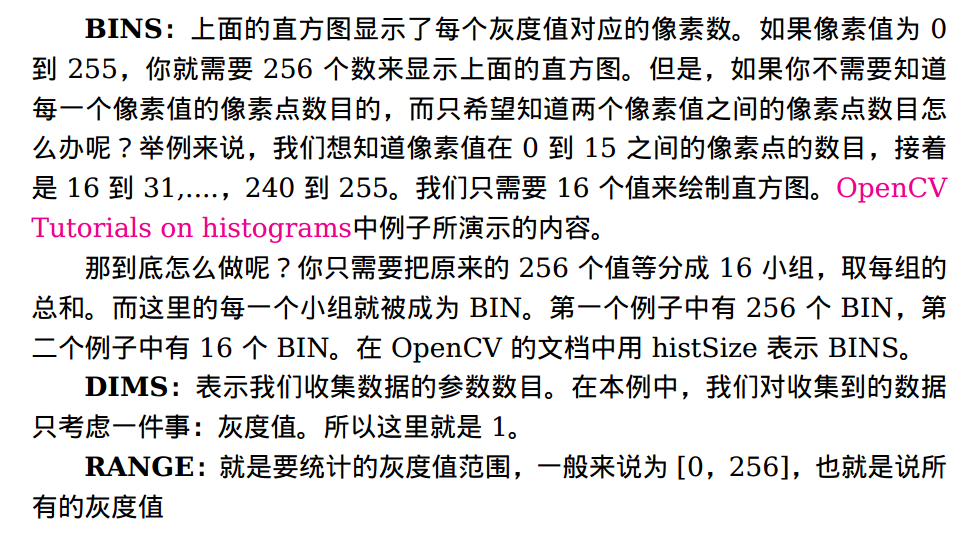 BINS：上面的直方图显示了每个灰度值对应的像素数。如果像素值为 0
到 255，你就需要 256 个数来显示上面的直方图。但是，如果你不需要知道
每一个像素值的像素点数目的，而只希望知道两个像素值之间的像素点数目怎
么办呢？举例来说，我们想知道像素值在 0 到 15 之间的像素点的数目，接着
是 16 到 31,....，240 到 255。我们只需要 16 个值来绘制直方图。OpenCV
Tutorials on histograms中例子所演示的内容。
那到底怎么做呢？你只需要把原来的 256 个值等分成 16 小组，取每组的
总和。而这里的每一个小组就被成为 BIN。第一个例子中有 256 个 BIN，第
二个例子中有 16 个 BIN。在 OpenCV 的文档中用 histSize 表示 BINS。
DIMS：表示我们收集数据的参数数目。在本例中，我们对收集到的数据
只考虑一件事：灰度值。所以这里就是 1。
RANGE：就是要统计的灰度值范围，一般来说为 [0，256]，也就是说所
有的灰度值